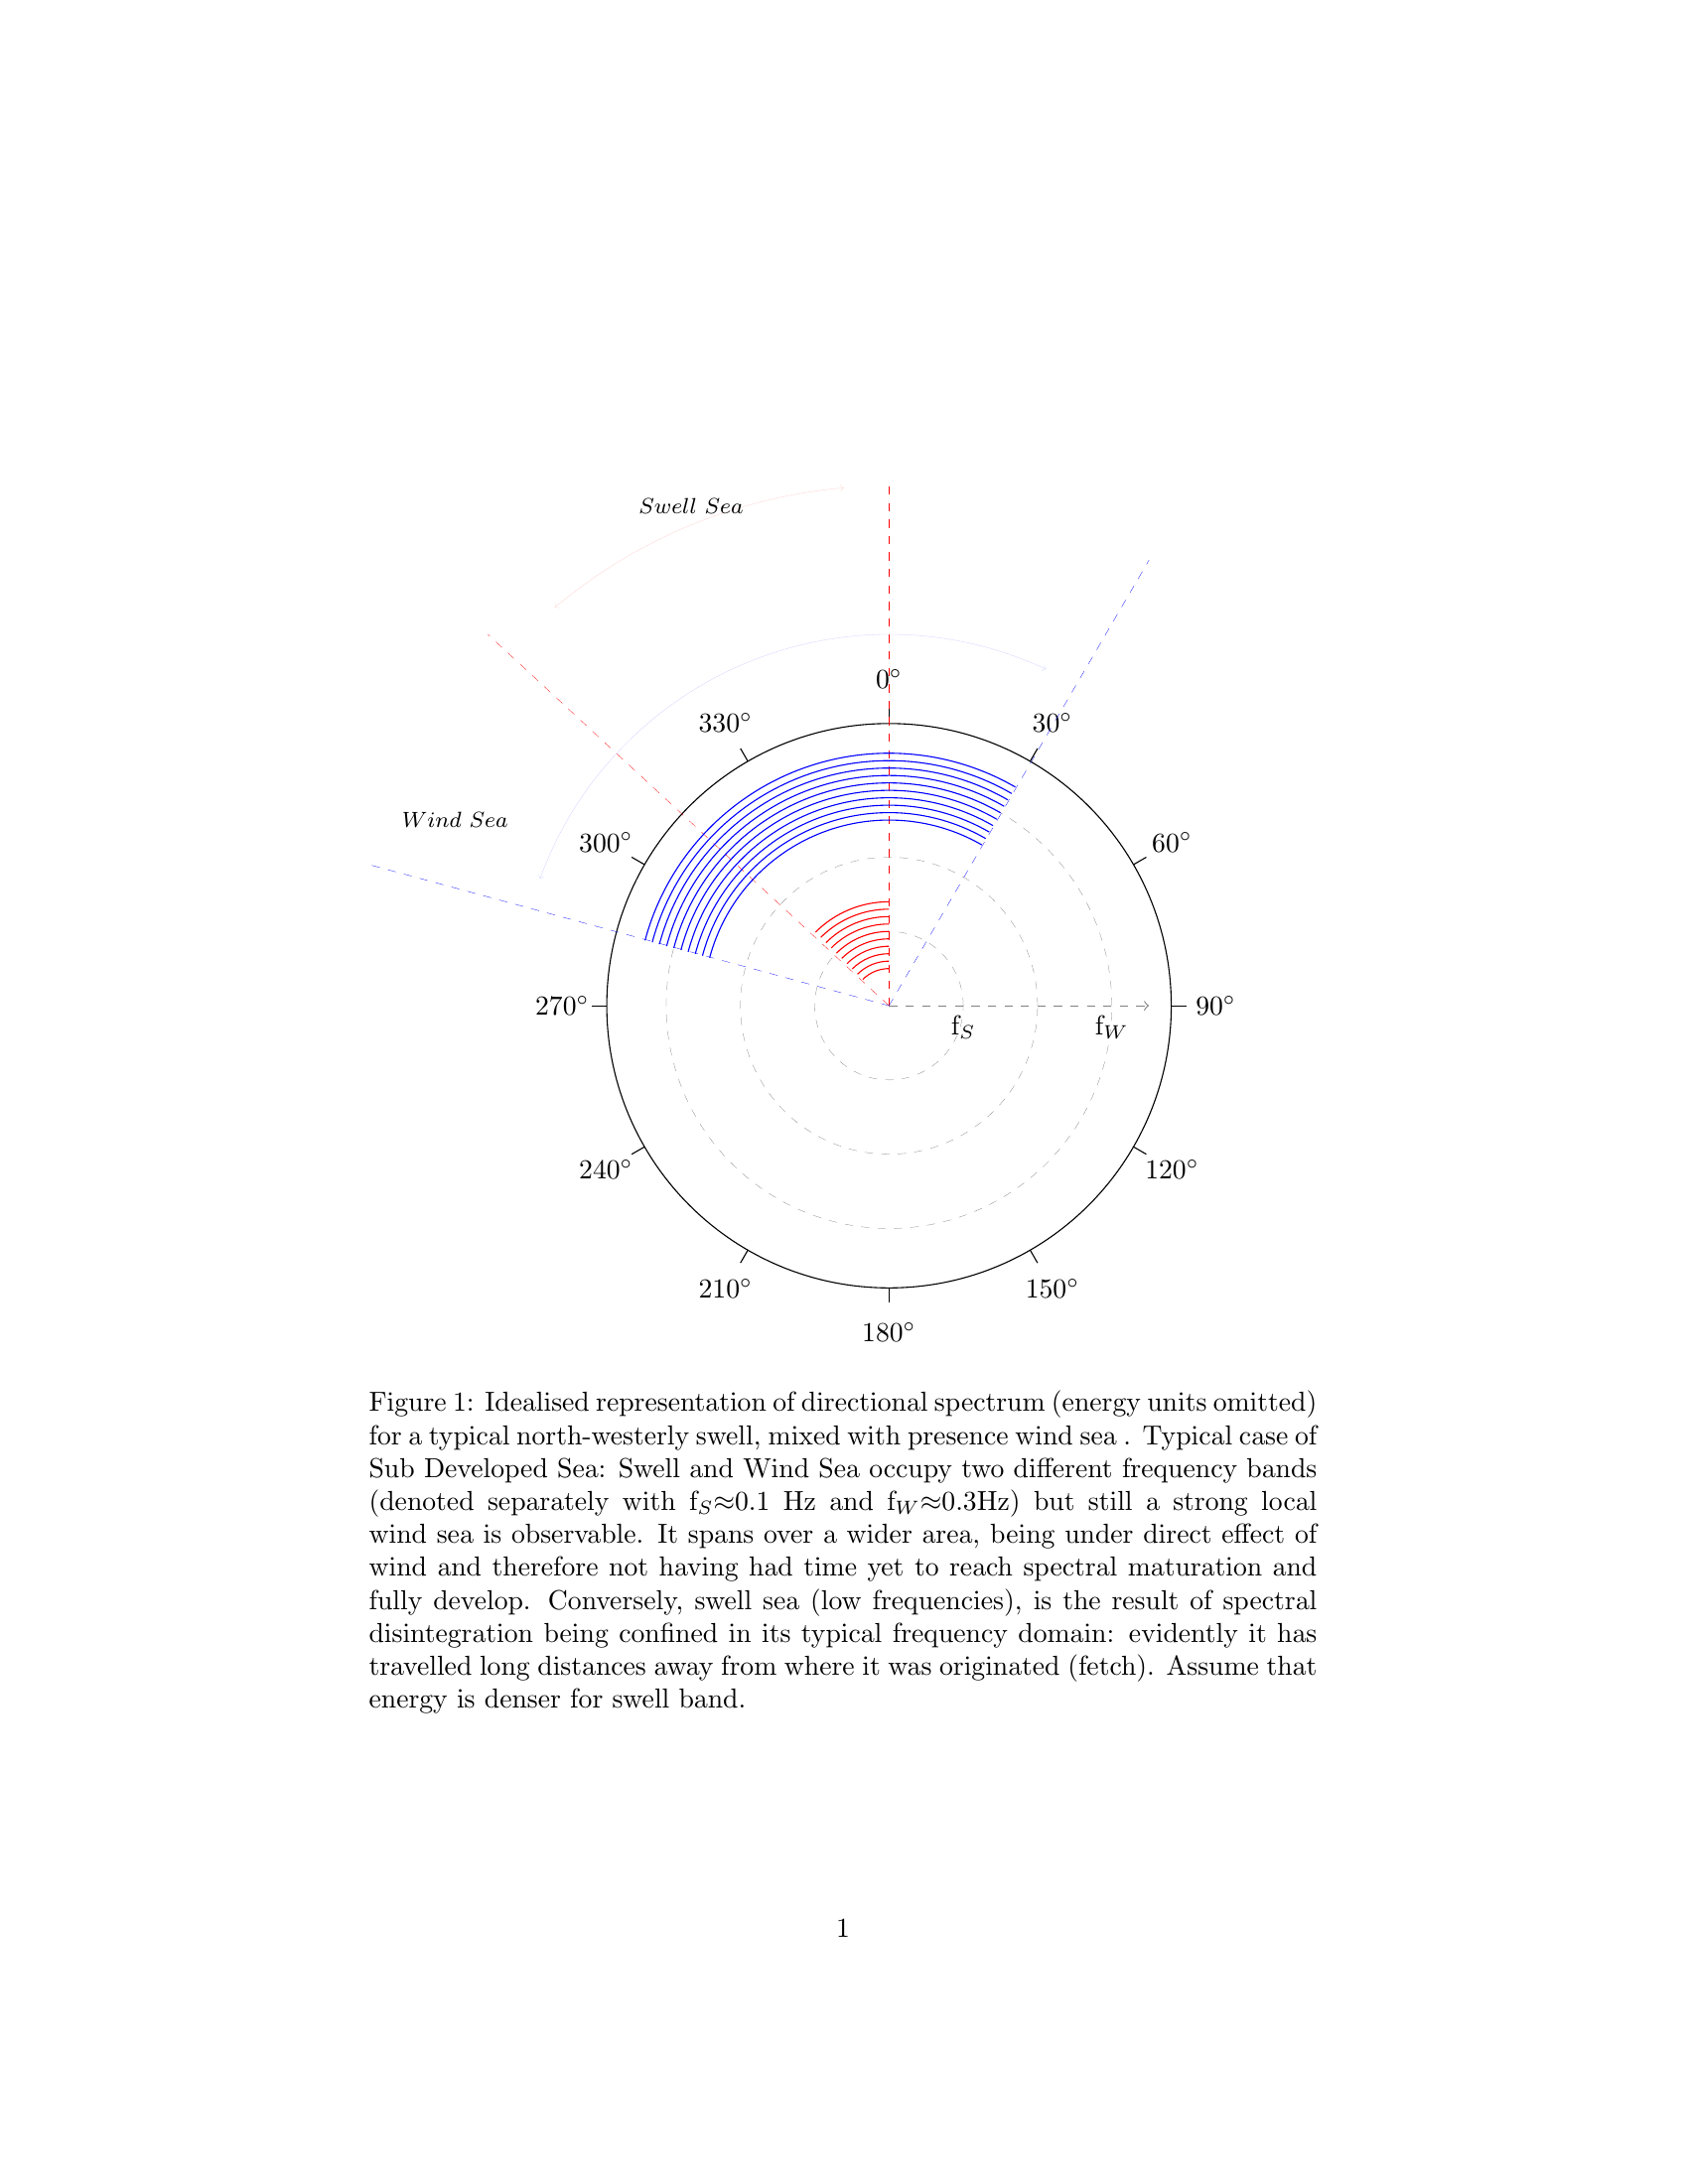 Swell Sea
0°
330°
30°
Wind Sea
300°
60°
270°
90°
f_S
f_W
240°
120°
210°
150°
180°
Figure 1: Idealised representation of directional spectrum (energy units omitted)
for a typical north-westerly swell, mixed with presence wind sea . Typical case of
Sub Developed Sea: Swell and Wind Sea occupy two different frequency bands
(denoted separately with f_S≈0.1 Hz and f_W≈0.3Hz) but still a strong local
wind sea is observable. It spans over a wider area, being under direct effect of
wind and therefore not having had time yet to reach spectral maturation and
fully develop. Conversely, swell sea (low frequencies), is the result of spectral
disintegration being confined in its typical frequency domain: evidently it has
travelled long distances away from where it was originated (fetch). Assume that
energy is denser for swell band.
1